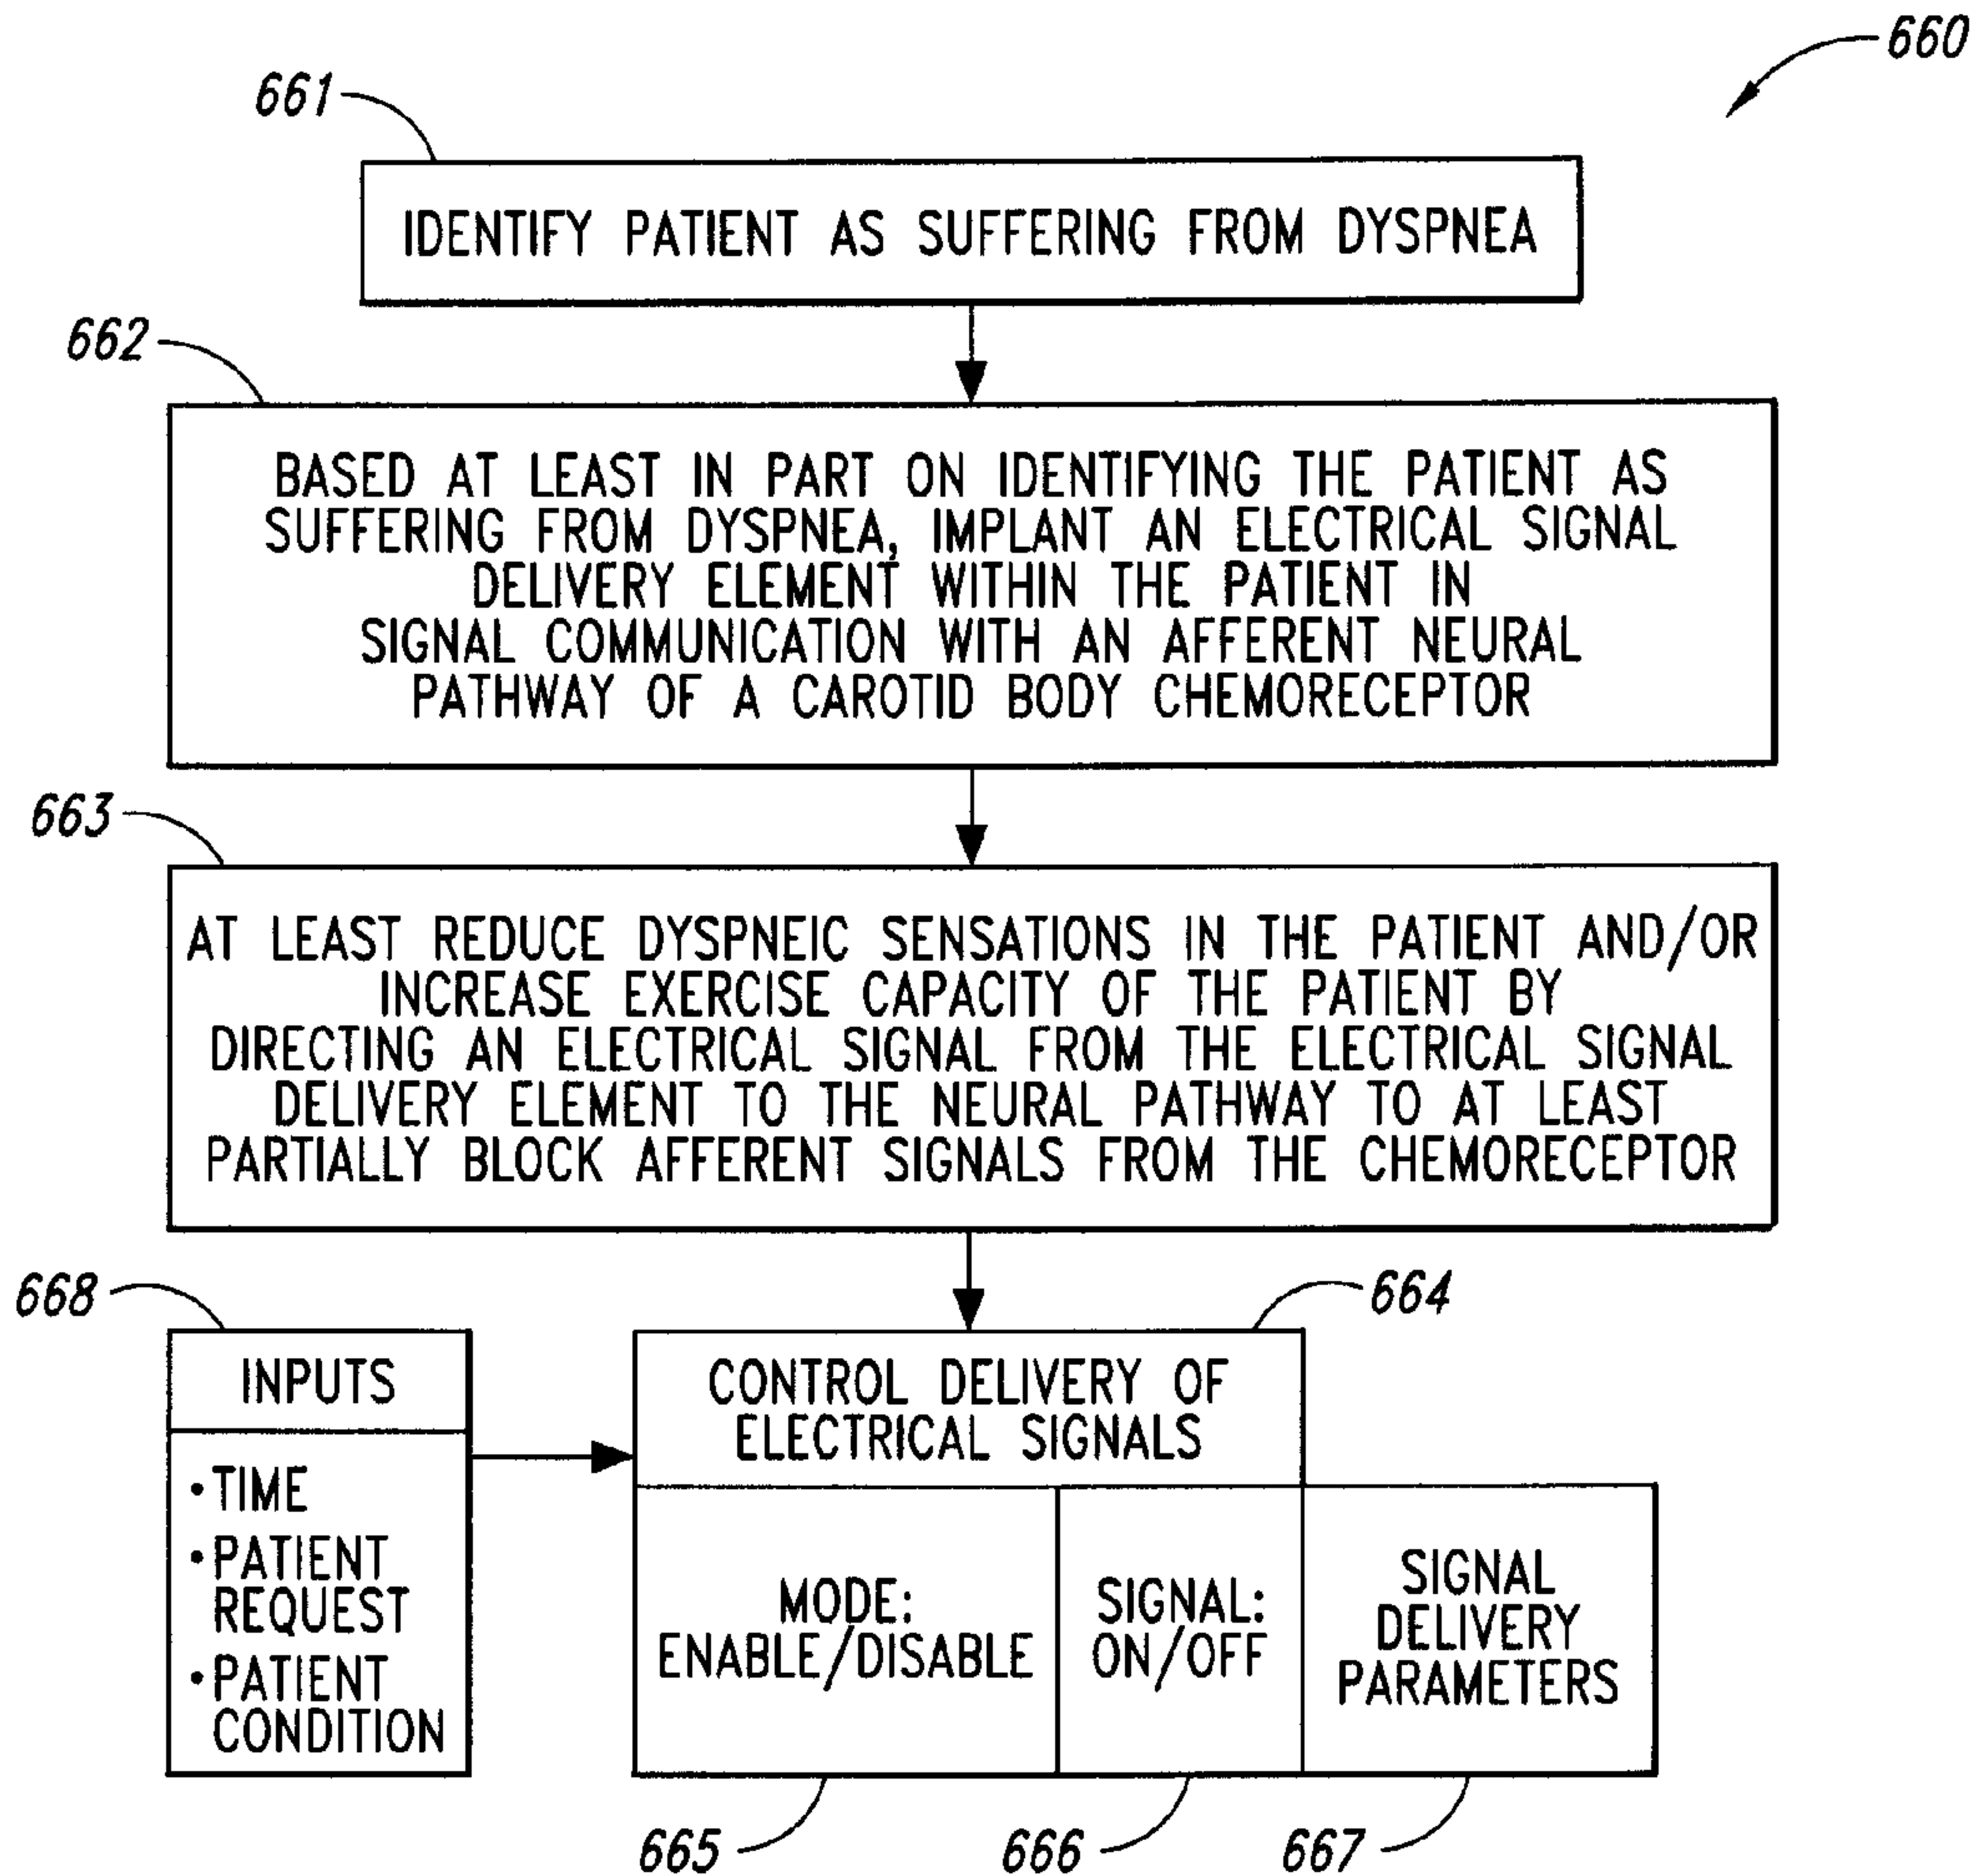 660
661
IDENTIFY PATIENT AS SUFFERING FROM DYSPNEA
662
BASED AT LEAST IN PART ON IDENTIFYING THE PATIENT AS
SUFFERING FROM DYSPNEA, IMPLANT AN ELECTRICAL SIGNAL
DELIVERY ELEMENT WITHIN THE PATIENT IN
SIGNAL COMMUNICATION WITH AN AFFERENT NEURAL
PATHWAY OF A CAROTID BODY CHEMORECEPTOR
663
AT LEAST REDUCE DYSPNEIC SENSATIONS IN THE PATIENT AND/OR
INCREASE EXERCISE CAPACITY OF THE PATIENT BY
DIRECTING AN ELECTRICAL SIGNAL FROM THE ELECTRICAL SIGNAL
DELIVERY ELEMENT TO THE NEURAL PATHWAY TO AT LEAST
PARTIALLY BLOCK AFFERENT SIGNALS FROM THE CHEMORECEPTOR
668
INPUTS
•TIME
•PATIENT
REQUEST
•PATIENT
CONDITION
664
CONTROL DELIVERY OF
ELECTRICAL SIGNALS
MODE:
ENABLE/DISABLE
SIGNAL:
ON/OFF
SIGNAL
DELIVERY
PARAMETERS
665
666
667